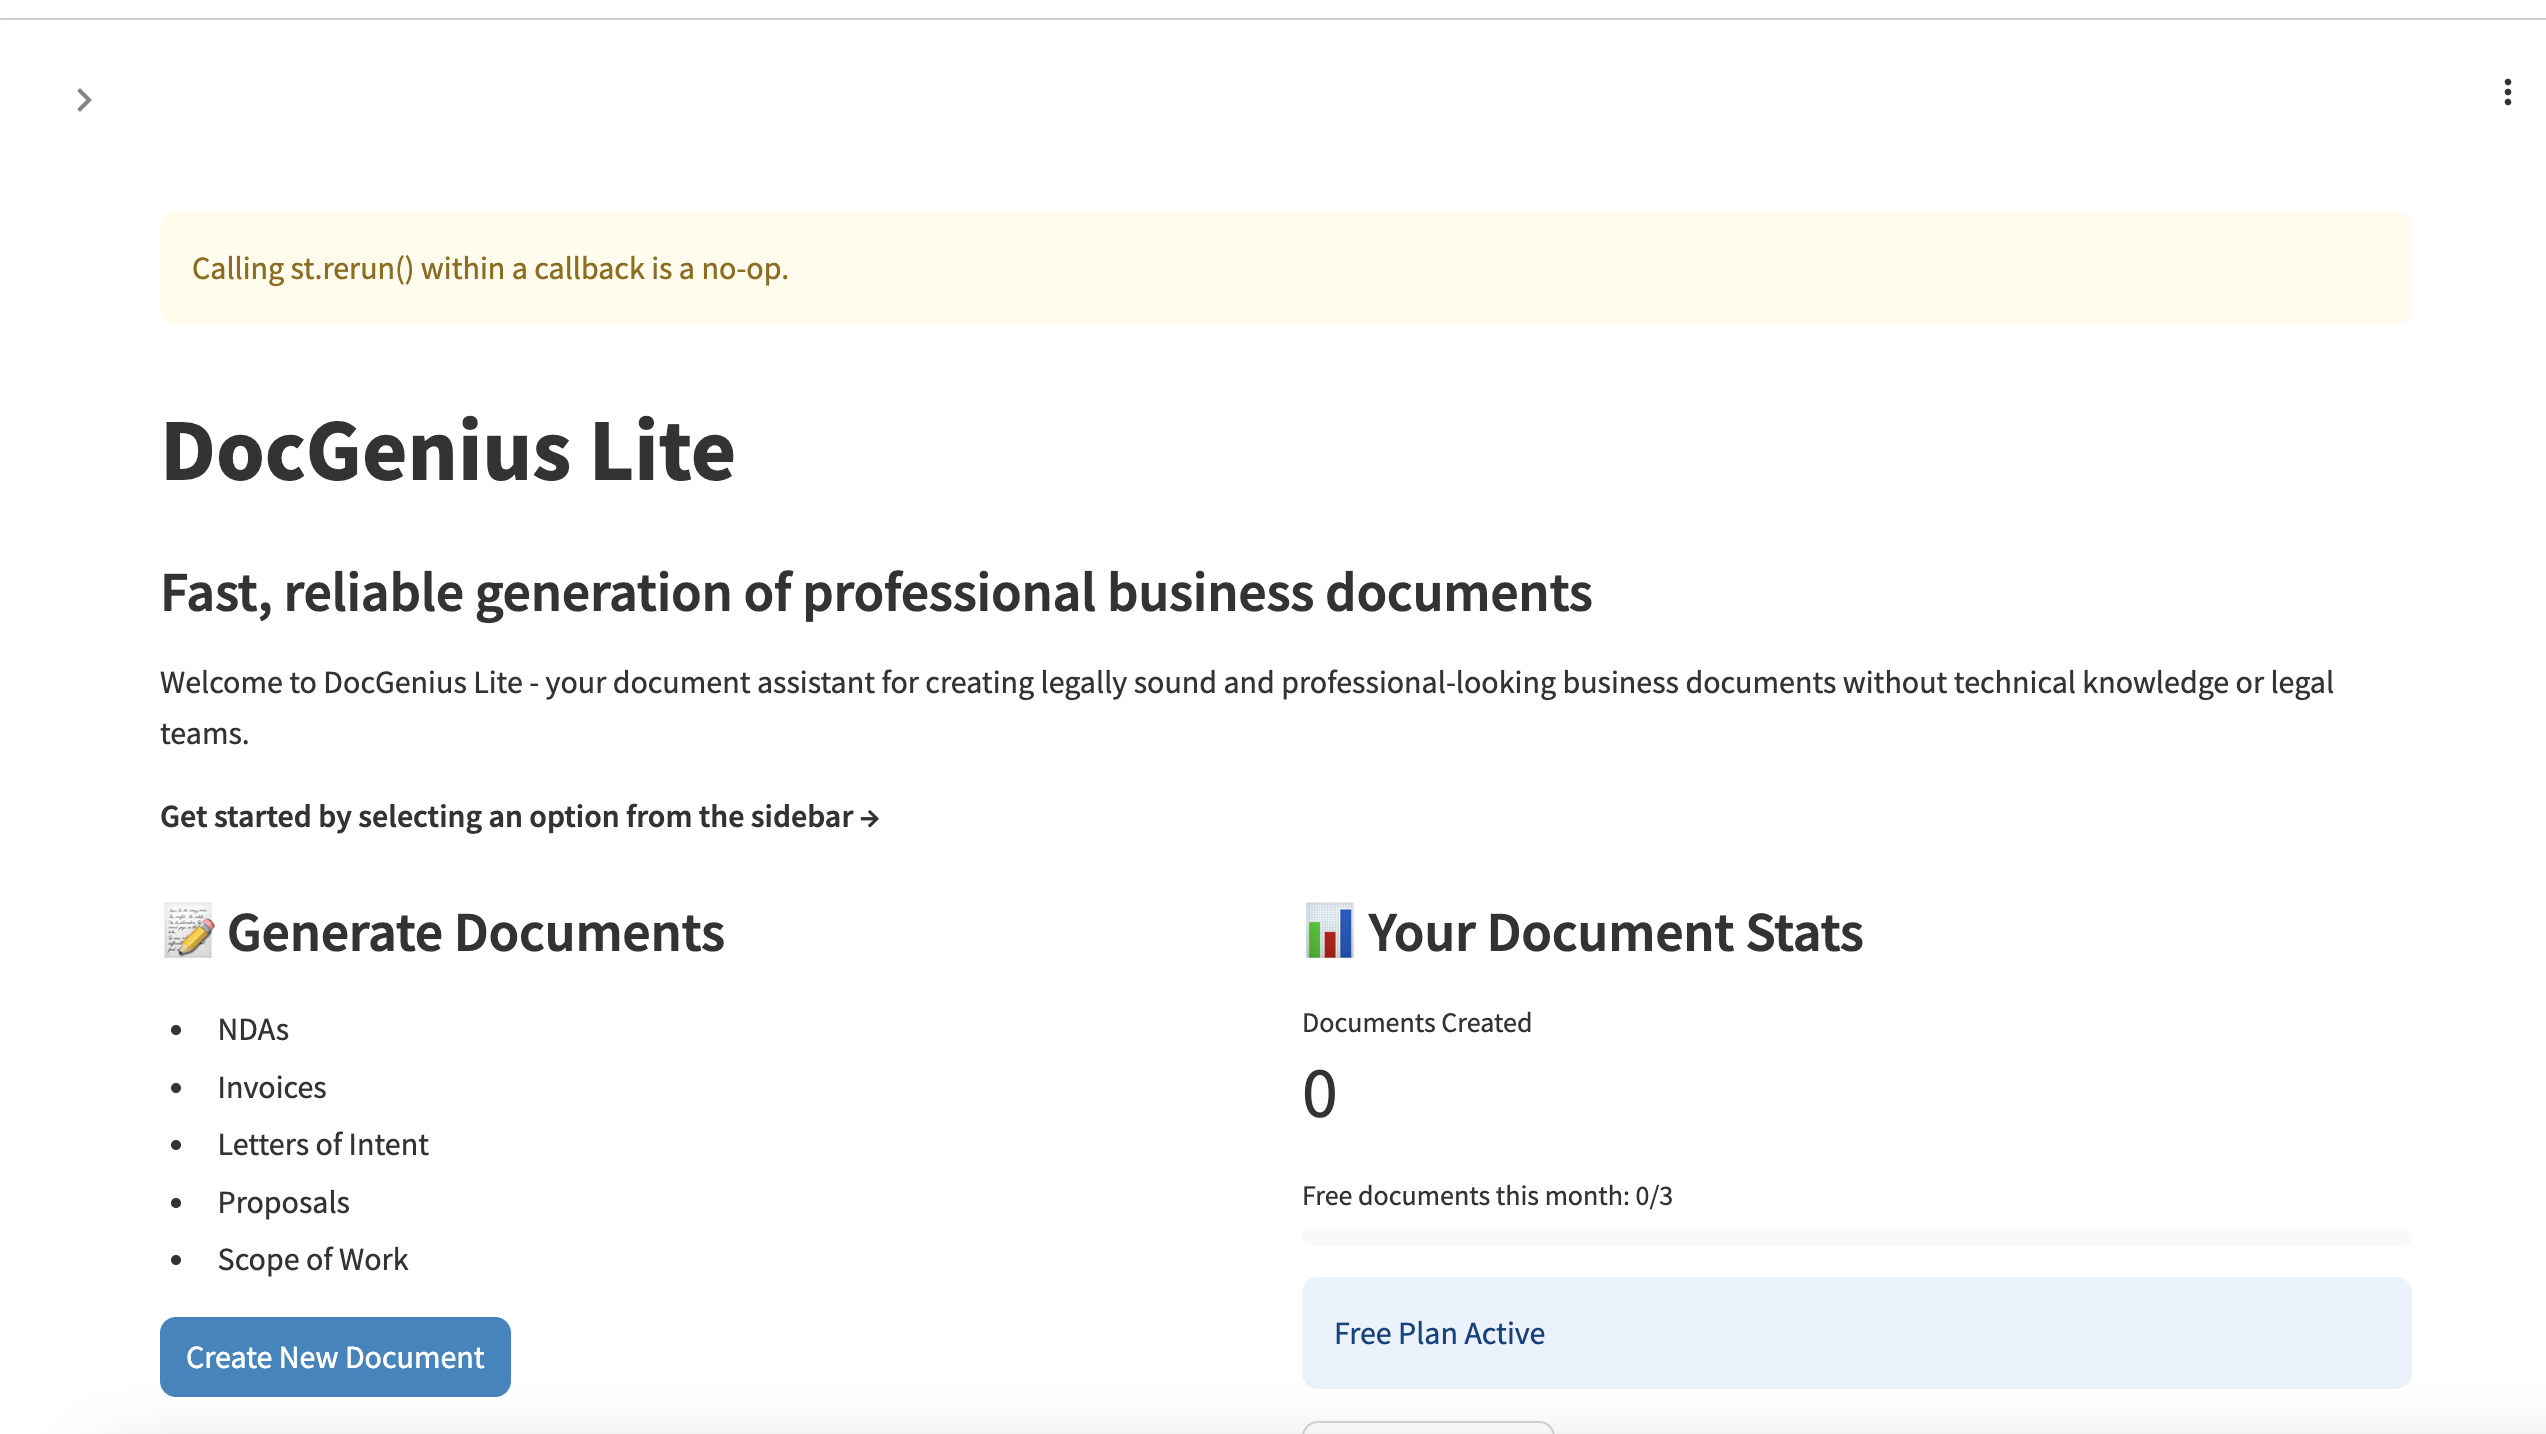 Calling st.rerun() within a callback is a no-op.
DocGenius Lite
Fast, reliable generation of professional business documents
Welcome to DocGenius Lite - your document assistant for creating legally sound and professional-looking business documents without technical knowledge or legal
teams.
Get started by selecting an option from the sidebar →
📝 Generate Documents
• NDAs
• Invoices
• Letters of Intent
• Proposals
• Scope of Work
Create New Document
📊 Your Document Stats
Documents Created
0
Free documents this month: 0/3
Free Plan Active